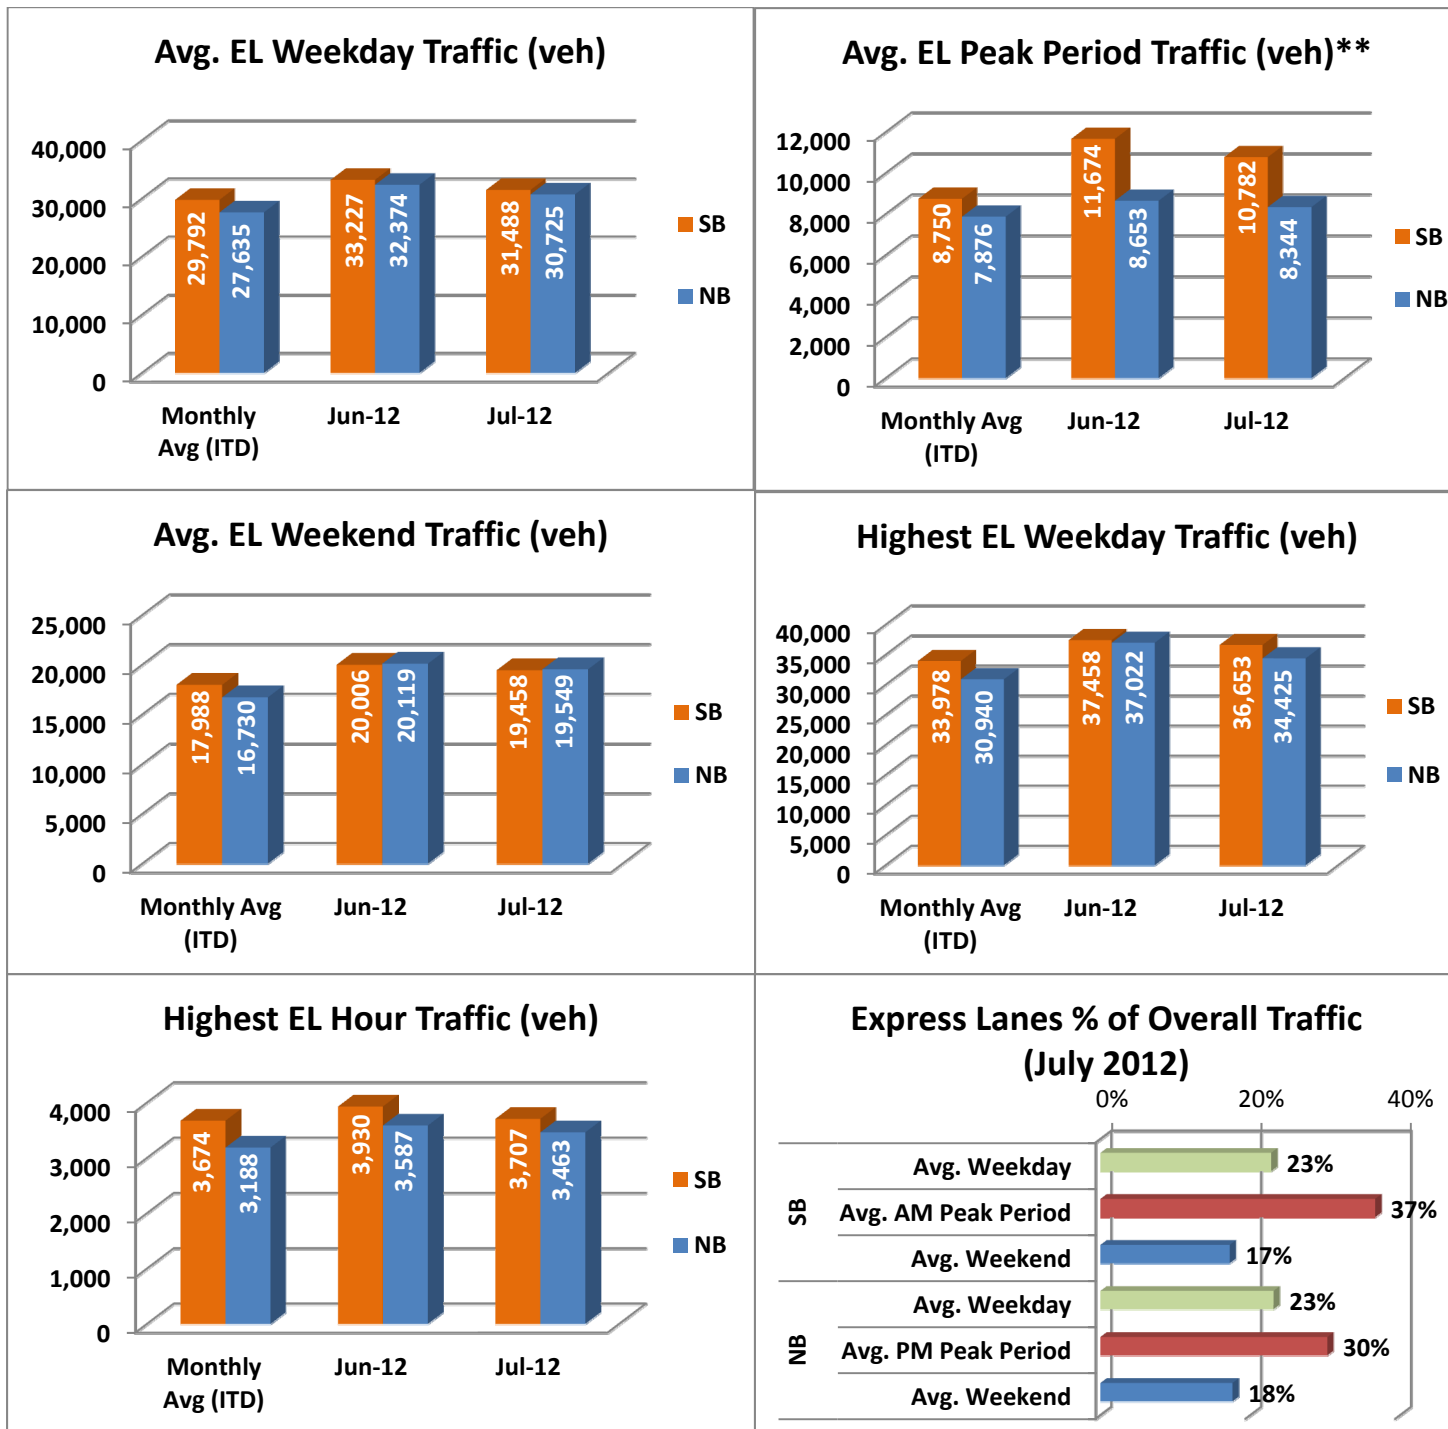 Avg. EL Weekday Traffic (veh)
40,000
30,000
20,000
10,000
0
29,792
27,635
33,227
32,374
31,488
30,725
Monthly
Avg (ITD)
Jun-12
Jul-12
SB
NB
Avg. EL Peak Period Traffic (veh)**
12,000
10,000
8,000
6,000
4,000
2,000
0
8,750
7,876
11,674
8,653
10,782
8,344
Monthly Avg
(ITD)
Jun-12
Jul-12
SB
NB
Avg. EL Weekend Traffic (veh)
25,000
20,000
15,000
10,000
5,000
0
17,988
16,730
20,006
20,119
19,458
19,549
Monthly Avg
(ITD)
Jun-12
Jul-12
SB
NB
Highest EL Weekday Traffic (veh)
40,000
35,000
30,000
25,000
20,000
15,000
10,000
5,000
0
33,978
30,940
37,458
37,022
36,653
34,425
Monthly Avg
(ITD)
Jun-12
Jul-12
SB
NB
Highest EL Hour Traffic (veh)
4,000
3,000
2,000
1,000
0
3,674
3,188
3,930
3,587
3,707
3,463
Monthly
Avg (ITD)
Jun-12
Jul-12
SB
NB
Express Lanes % of Overall Traffic
(July 2012)
0% 20% 40%
SB
Avg. Weekday 23%
Avg. AM Peak Period 37%
Avg. Weekend 17%
NB
Avg. Weekday 23%
Avg. PM Peak Period 30%
Avg. Weekend 18%